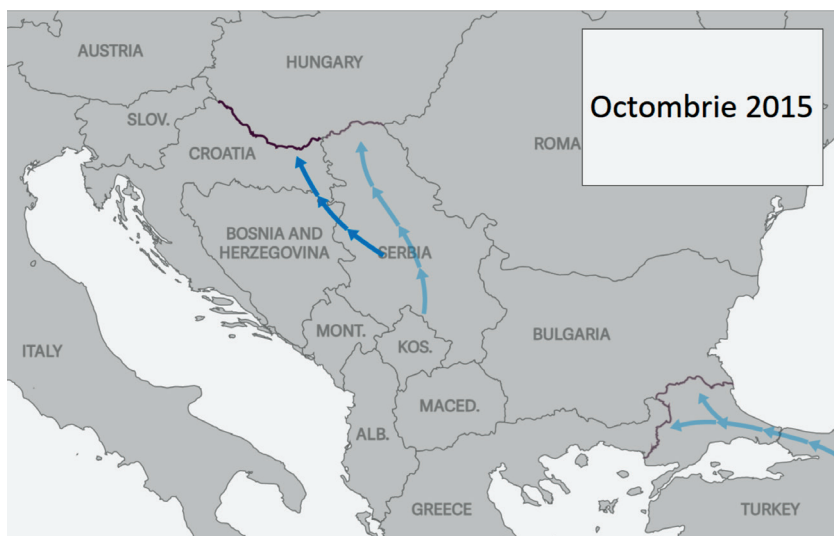 AUSTRIA
HUNGARY
Octombrie 2015
SLOV.
CROATIA
ROMA
BOSNIA AND
HERZEGOVINA
SERBIA
MONT.
KOS.
BULGARIA
ITALY
MACED.
ALB.
GREECE
TURKEY